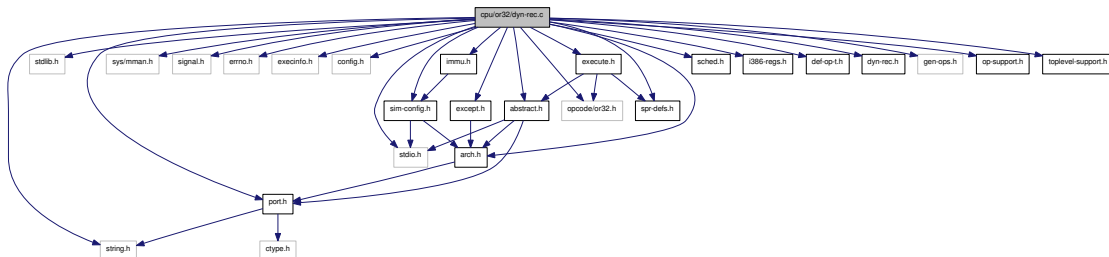 cpu/or32/dyn-rec.c
stdlib.h
sys/mman.h
signal.h
errno.h
execinfo.h
config.h
immu.h
execute.h
sched.h
i386-regs.h
def-op-t.h
dyn-rec.h
gen-ops.h
op-support.h
toplevel-support.h
sim-config.h
except.h
abstract.h
opcode/or32.h
spr-defs.h
stdio.h
arch.h
port.h
string.h
ctype.h